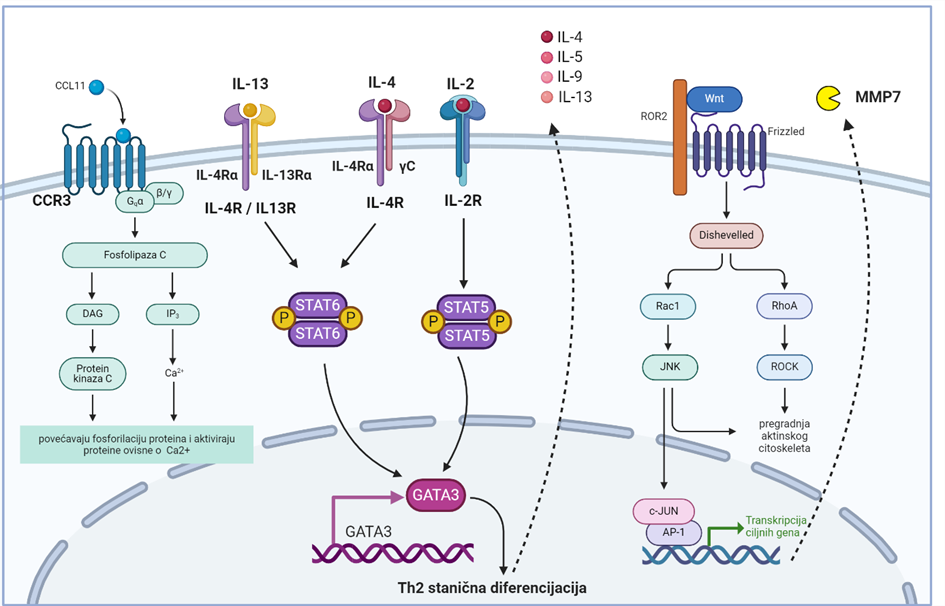 IL-4
IL-5
IL-9
IL-13
CCL11
IL-13
IL-4
IL-2
ROR2
Wnt
Frizzled
MMP7
CCR3
Gqα
β/γ
IL-4Rα
IL-13Rα
IL-4R / IL13R
IL-4Rα
γC
IL-4R
IL-2R
Fosfolipaza C
DAG
IP3
Protein
kinaza C
Ca2+
povećavaju fosforilaciju proteina i aktiviraju
proteine ovisne o Ca2+
P
STAT6
STAT6
P
P
STAT5
STAT5
P
Dishevelled
Rac1
RhoA
JNK
ROCK
pregradnja
aktinskog
citoskeleta
GATA3
GATA3
Th2 stanična diferencijacija
c-JUN
AP-1
Transkripcija
ciljnih gena